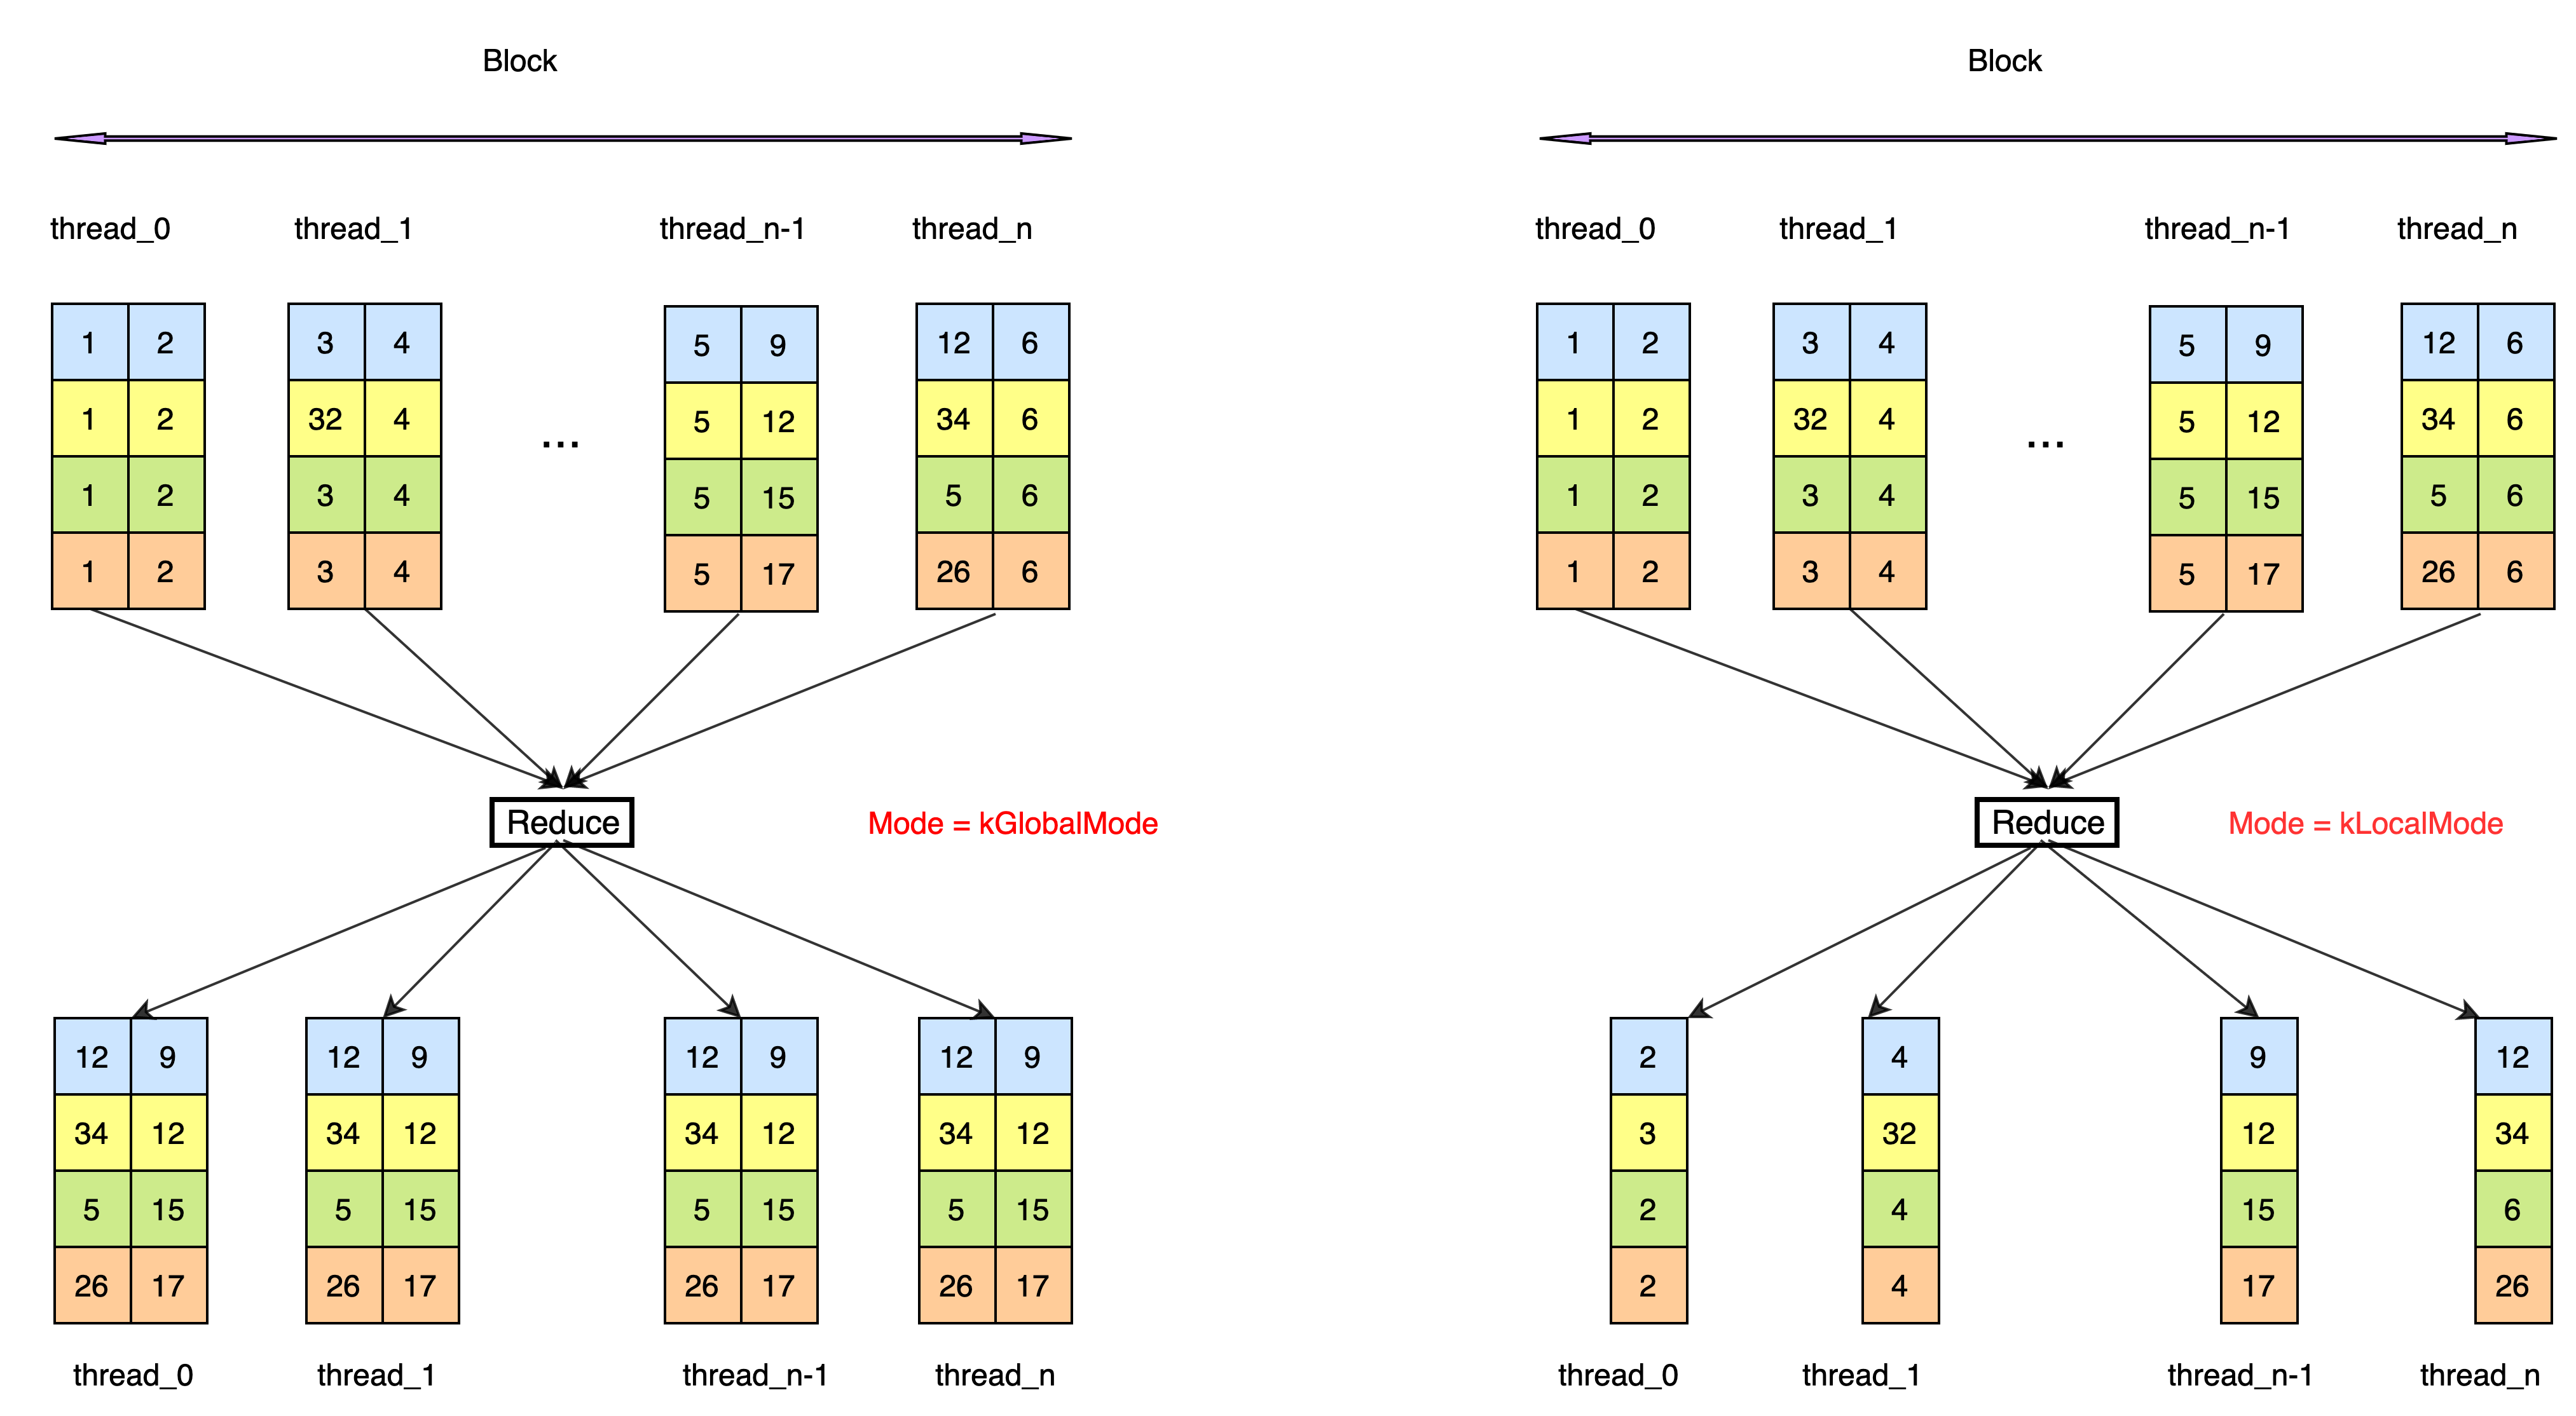 Block
thread_0 thread_1 thread_n-1 thread_n
1 2 3 4 5 9 12 6
1 2 32 4 5 12 34 6
...
1 2 3 4 5 15 5 6
1 2 3 4 5 17 26 6
Reduce
Mode = kGlobalMode
12 9 12 9 12 9 12 9
34 12 34 12 34 12 34 12
5 15 5 15 5 15 5 15
26 17 26 17 26 17 26 17
thread_0 thread_1 thread_n-1 thread_n
Block
thread_0 thread_1 thread_n-1 thread_n
1 2 3 4 5 9 12 6
1 2 32 4 5 12 34 6
...
1 2 3 4 5 15 5 6
1 2 3 4 5 17 26 6
Reduce
Mode = kLocalMode
2 4 9 12
3 32 12 34
2 4 15 6
2 4 17 26
thread_0 thread_1 thread_n-1 thread_n